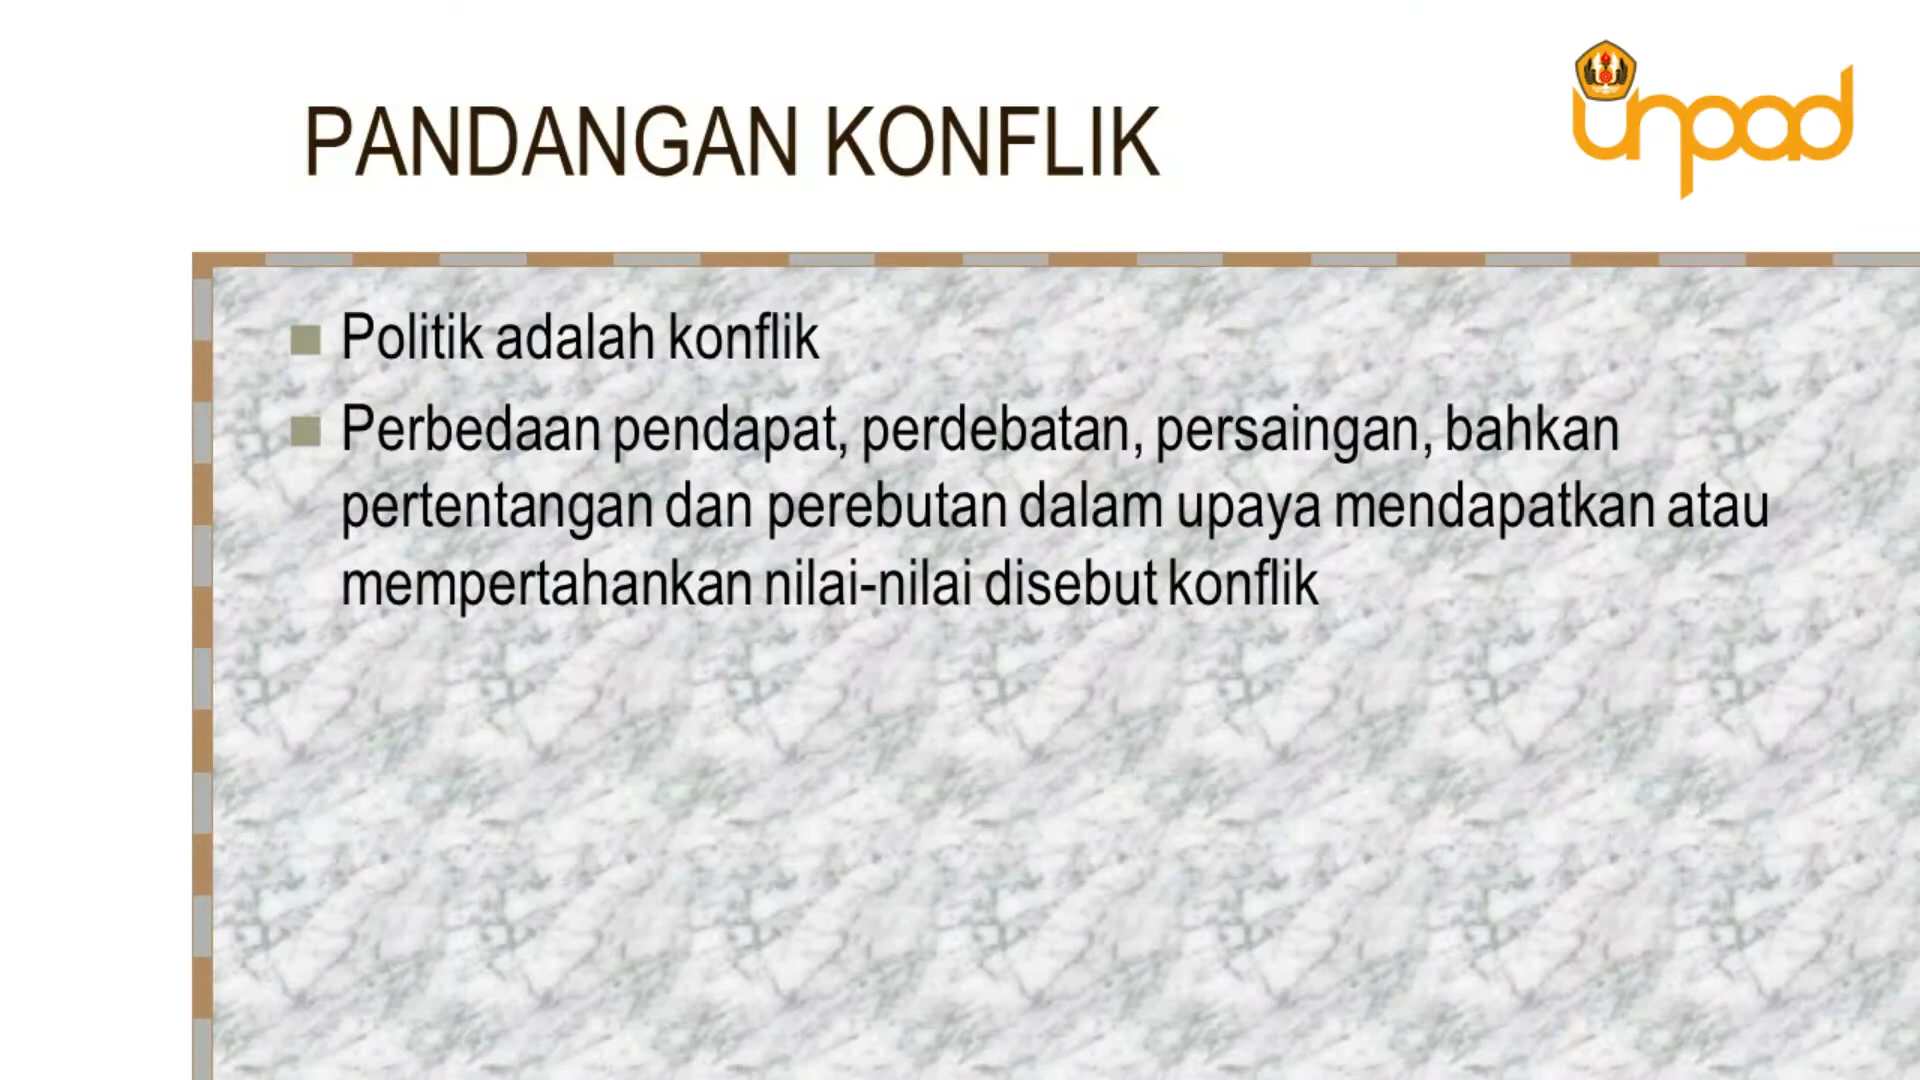 PANDANGAN KONFLIK
unpad
Politik adalah konflik
Perbedaan pendapat, perdebatan, persaingan, bahkan
pertentangan dan perebutan dalam upaya mendapatkan atau
mempertahankan nilai-nilai disebut konflik